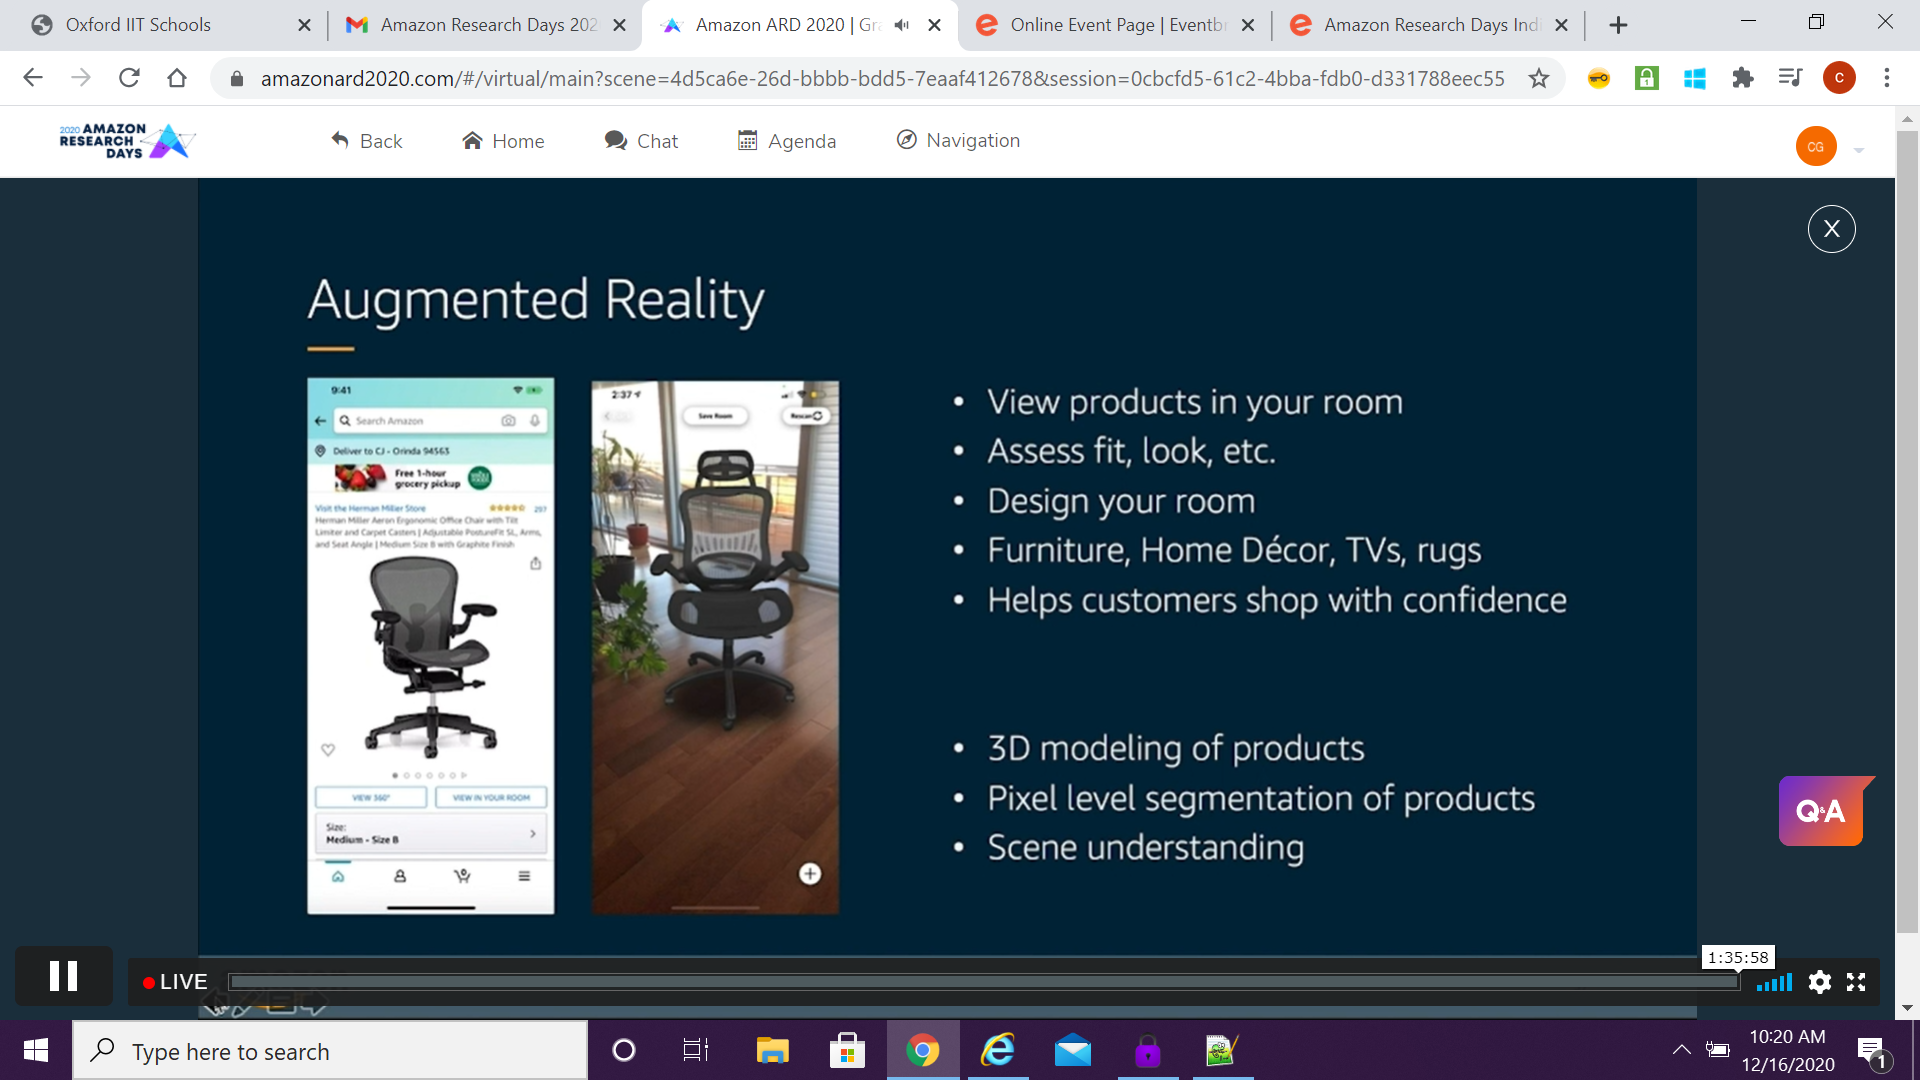 Oxford IIT Schools
Amazon Research Days 202
Amazon ARD 2020 | Gr
Online Event Page | Eventbr
Amazon Research Days Indi
amazonard2020.com/#/virtual/main?scene=4d5ca6e-26d-bbbb-bdd5-7eaaf412678&session=0cbcfd5-61c2-4bba-fdb0-d331788eec55
C
2020 AMAZON
RESEARCH
DAYS
Back
Home
Chat
Agenda
Navigation
CG
X
Augmented Reality
9:41
Search Amazon
Deliver to CJ - Orinda 94563
Free 1-hour
grocery pickup
Visit the Herman Miller Store
297
Herman Miller Aeron Ergonomic Office Chair with Tilt
Limiter and Carpet Casters | Adjustable PostureFit SL, Arms,
and Seat Angle | Medium Size B with Graphite Finish
VIEW 360°
VIEW IN YOUR ROOM
Size:
Medium - Size B
2:37
Save Room
Rescan
• View products in your room
• Assess fit, look, etc.
• Design your room
• Furniture, Home Décor, TVs, rugs
• Helps customers shop with confidence
• 3D modeling of products
• Pixel level segmentation of products
• Scene understanding
Q&A
1:35:58
LIVE
Type here to search
10:20 AM
12/16/2020
1